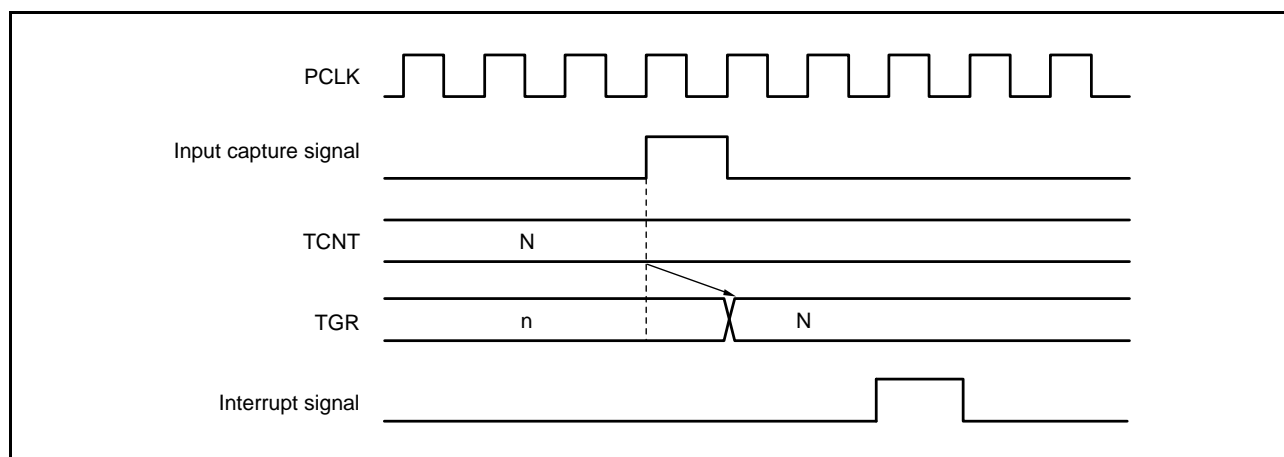 PCLK
Input capture signal
TCNT
N
TGR
n
N
Interrupt signal